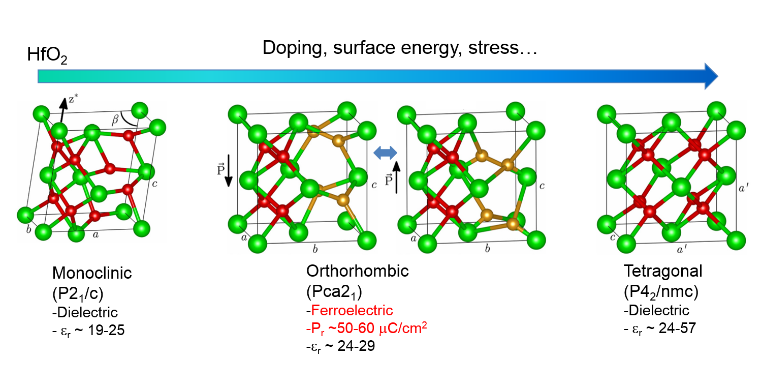 HfO₂
Doping, surface energy, stress…
z*
β
c
b
a
P⃗
a
b
c
P⃗
a
b
c
c
a'
a'
Monoclinic
(P2₁/c)
-Dielectric
- εr ~ 19-25
Orthorhombic
(Pca2₁)
-Ferroelectric
-Pr ~50-60 μC/cm²
-εr ~ 24-29
Tetragonal
(P4₂/nmc)
-Dielectric
- εr ~ 24-57